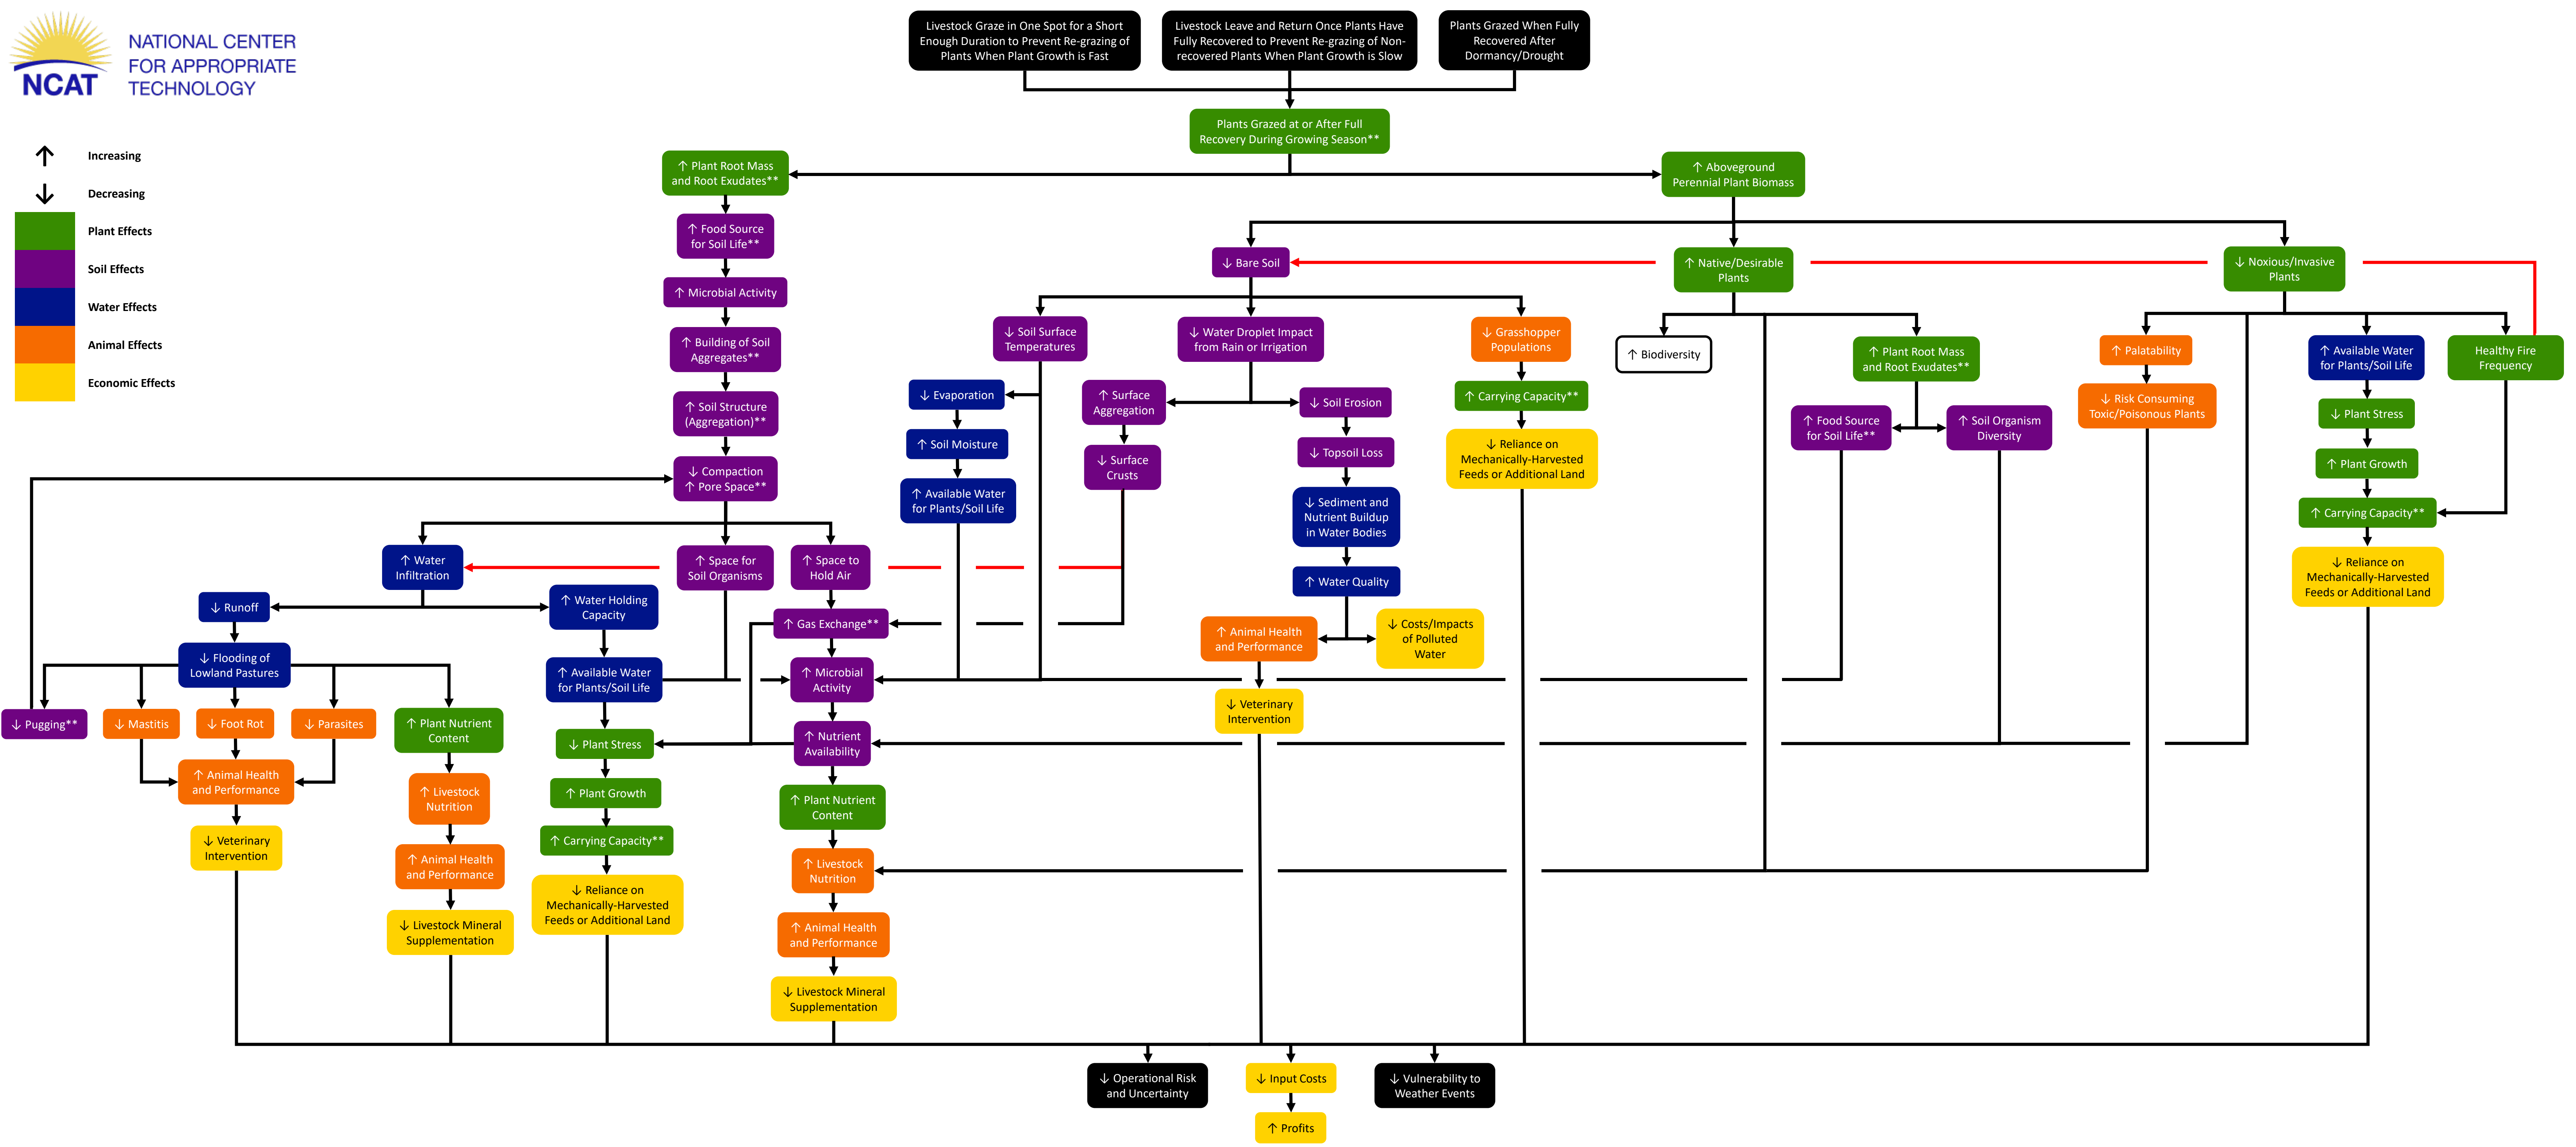 NCAT
NATIONAL CENTER
FOR APPROPRIATE
TECHNOLOGY
↑ Increasing
↓ Decreasing
Plant Effects
Soil Effects
Water Effects
Animal Effects
Economic Effects
Livestock Graze in One Spot for a Short
Enough Duration to Prevent Re-grazing of
Plants When Plant Growth is Fast
Livestock Leave and Return Once Plants Have
Fully Recovered to Prevent Re-grazing of Non-
recovered Plants When Plant Growth is Slow
Plants Grazed When Fully
Recovered After
Dormancy/Drought
Plants Grazed at or After Full
Recovery During Growing Season**
↑ Plant Root Mass
and Root Exudates**
↑ Aboveground
Perennial Plant Biomass
↑ Food Source
for Soil Life**
↑ Microbial Activity
↑ Building of Soil
Aggregates**
↑ Soil Structure
(Aggregation)**
↓ Compaction
↑ Pore Space**
↑ Water
Infiltration
↑ Space for
Soil Organisms
↑ Space to
Hold Air
↓ Runoff
↑ Water Holding
Capacity
↑ Gas Exchange**
↓ Flooding of
Lowland Pastures
↑ Available Water
for Plants/Soil Life
↑ Microbial
Activity
↓ Pugging**
↓ Mastitis
↓ Foot Rot
↓ Parasites
↑ Plant Nutrient
Content
↓ Plant Stress
↑ Nutrient
Availability
↑ Animal Health
and Performance
↑ Livestock
Nutrition
↑ Plant Growth
↑ Plant Nutrient
Content
↓ Veterinary
Intervention
↑ Animal Health
and Performance
↑ Carrying Capacity**
↑ Livestock
Nutrition
↓ Livestock Mineral
Supplementation
↓ Reliance on
Mechanically-Harvested
Feeds or Additional Land
↑ Animal Health
and Performance
↓ Livestock Mineral
Supplementation
↓ Bare Soil
↑ Native/Desirable
Plants
↓ Noxious/Invasive
Plants
↓ Soil Surface
Temperatures
↓ Water Droplet Impact
from Rain or Irrigation
↓ Grasshopper
Populations
↓ Evaporation
↑ Soil Moisture
↑ Available Water
for Plants/Soil Life
↑ Surface
Aggregation
↓ Surface
Crusts
↓ Soil Erosion
↓ Topsoil Loss
↓ Sediment and
Nutrient Buildup
in Water Bodies
↑ Water Quality
↑ Animal Health
and Performance
↓ Costs/Impacts
of Polluted
Water
↓ Veterinary
Intervention
↑ Carrying Capacity**
↓ Reliance on
Mechanically-Harvested
Feeds or Additional Land
↑ Biodiversity
↑ Plant Root Mass
and Root Exudates**
↑ Food Source
for Soil Life**
↑ Soil Organism
Diversity
↑ Palatability
↓ Risk Consuming
Toxic/Poisonous Plants
↑ Available Water
for Plants/Soil Life
Healthy Fire
Frequency
↓ Plant Stress
↑ Plant Growth
↑ Carrying Capacity**
↓ Reliance on
Mechanically-Harvested
Feeds or Additional Land
↓ Operational Risk
and Uncertainty
↓ Input Costs
↓ Vulnerability to
Weather Events
↑ Profits